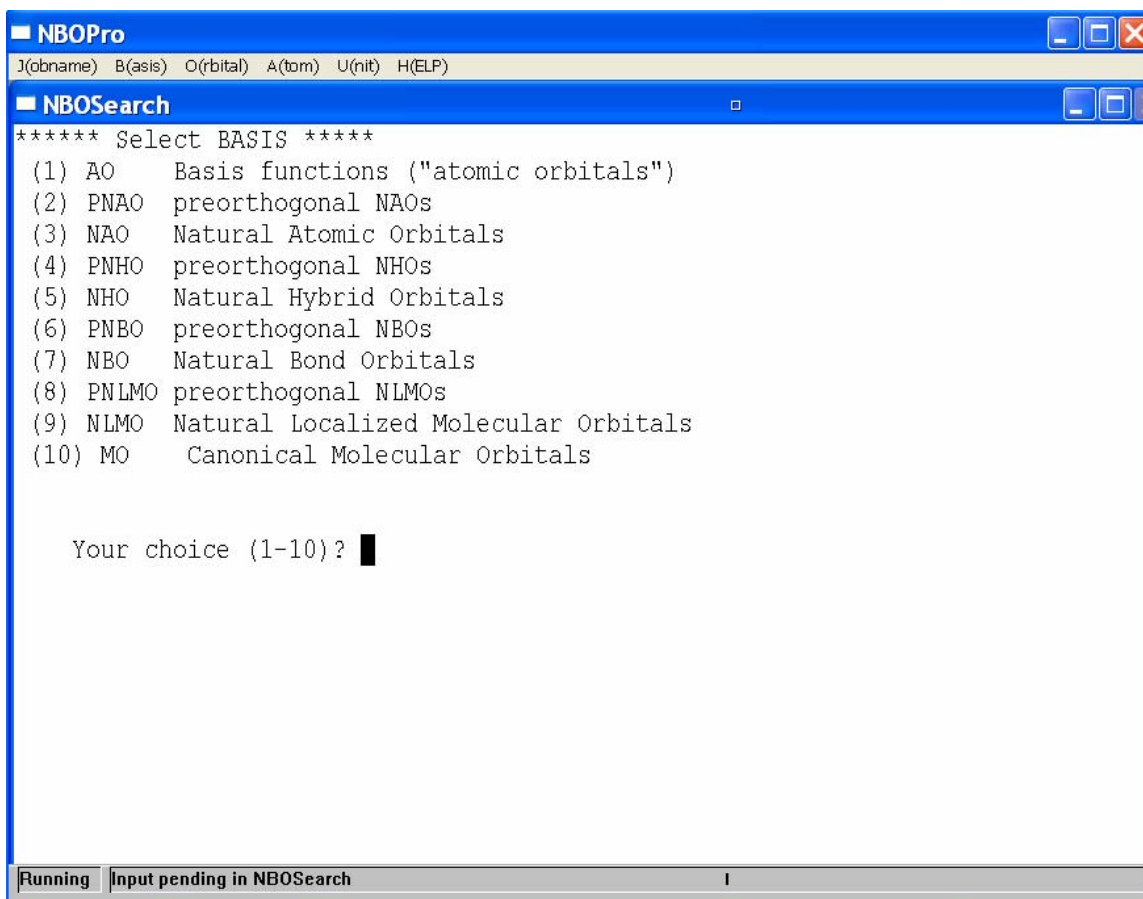 NBOPro
J(obname) B(asis) O(rbital) A(tom) U(nit) H(ELP)
NBOSearch
****** Select BASIS *****
(1) AO Basis functions ("atomic orbitals")
(2) PNAO preorthogonal NAOs
(3) NAO Natural Atomic Orbitals
(4) PNHO preorthogonal NHOs
(5) NHO Natural Hybrid Orbitals
(6) PNBO preorthogonal NBOs
(7) NBO Natural Bond Orbitals
(8) PNLMO preorthogonal NLMOs
(9) NLMO Natural Localized Molecular Orbitals
(10) MO Canonical Molecular Orbitals
Your choice (1-10)?
Running Input pending in NBOSearch